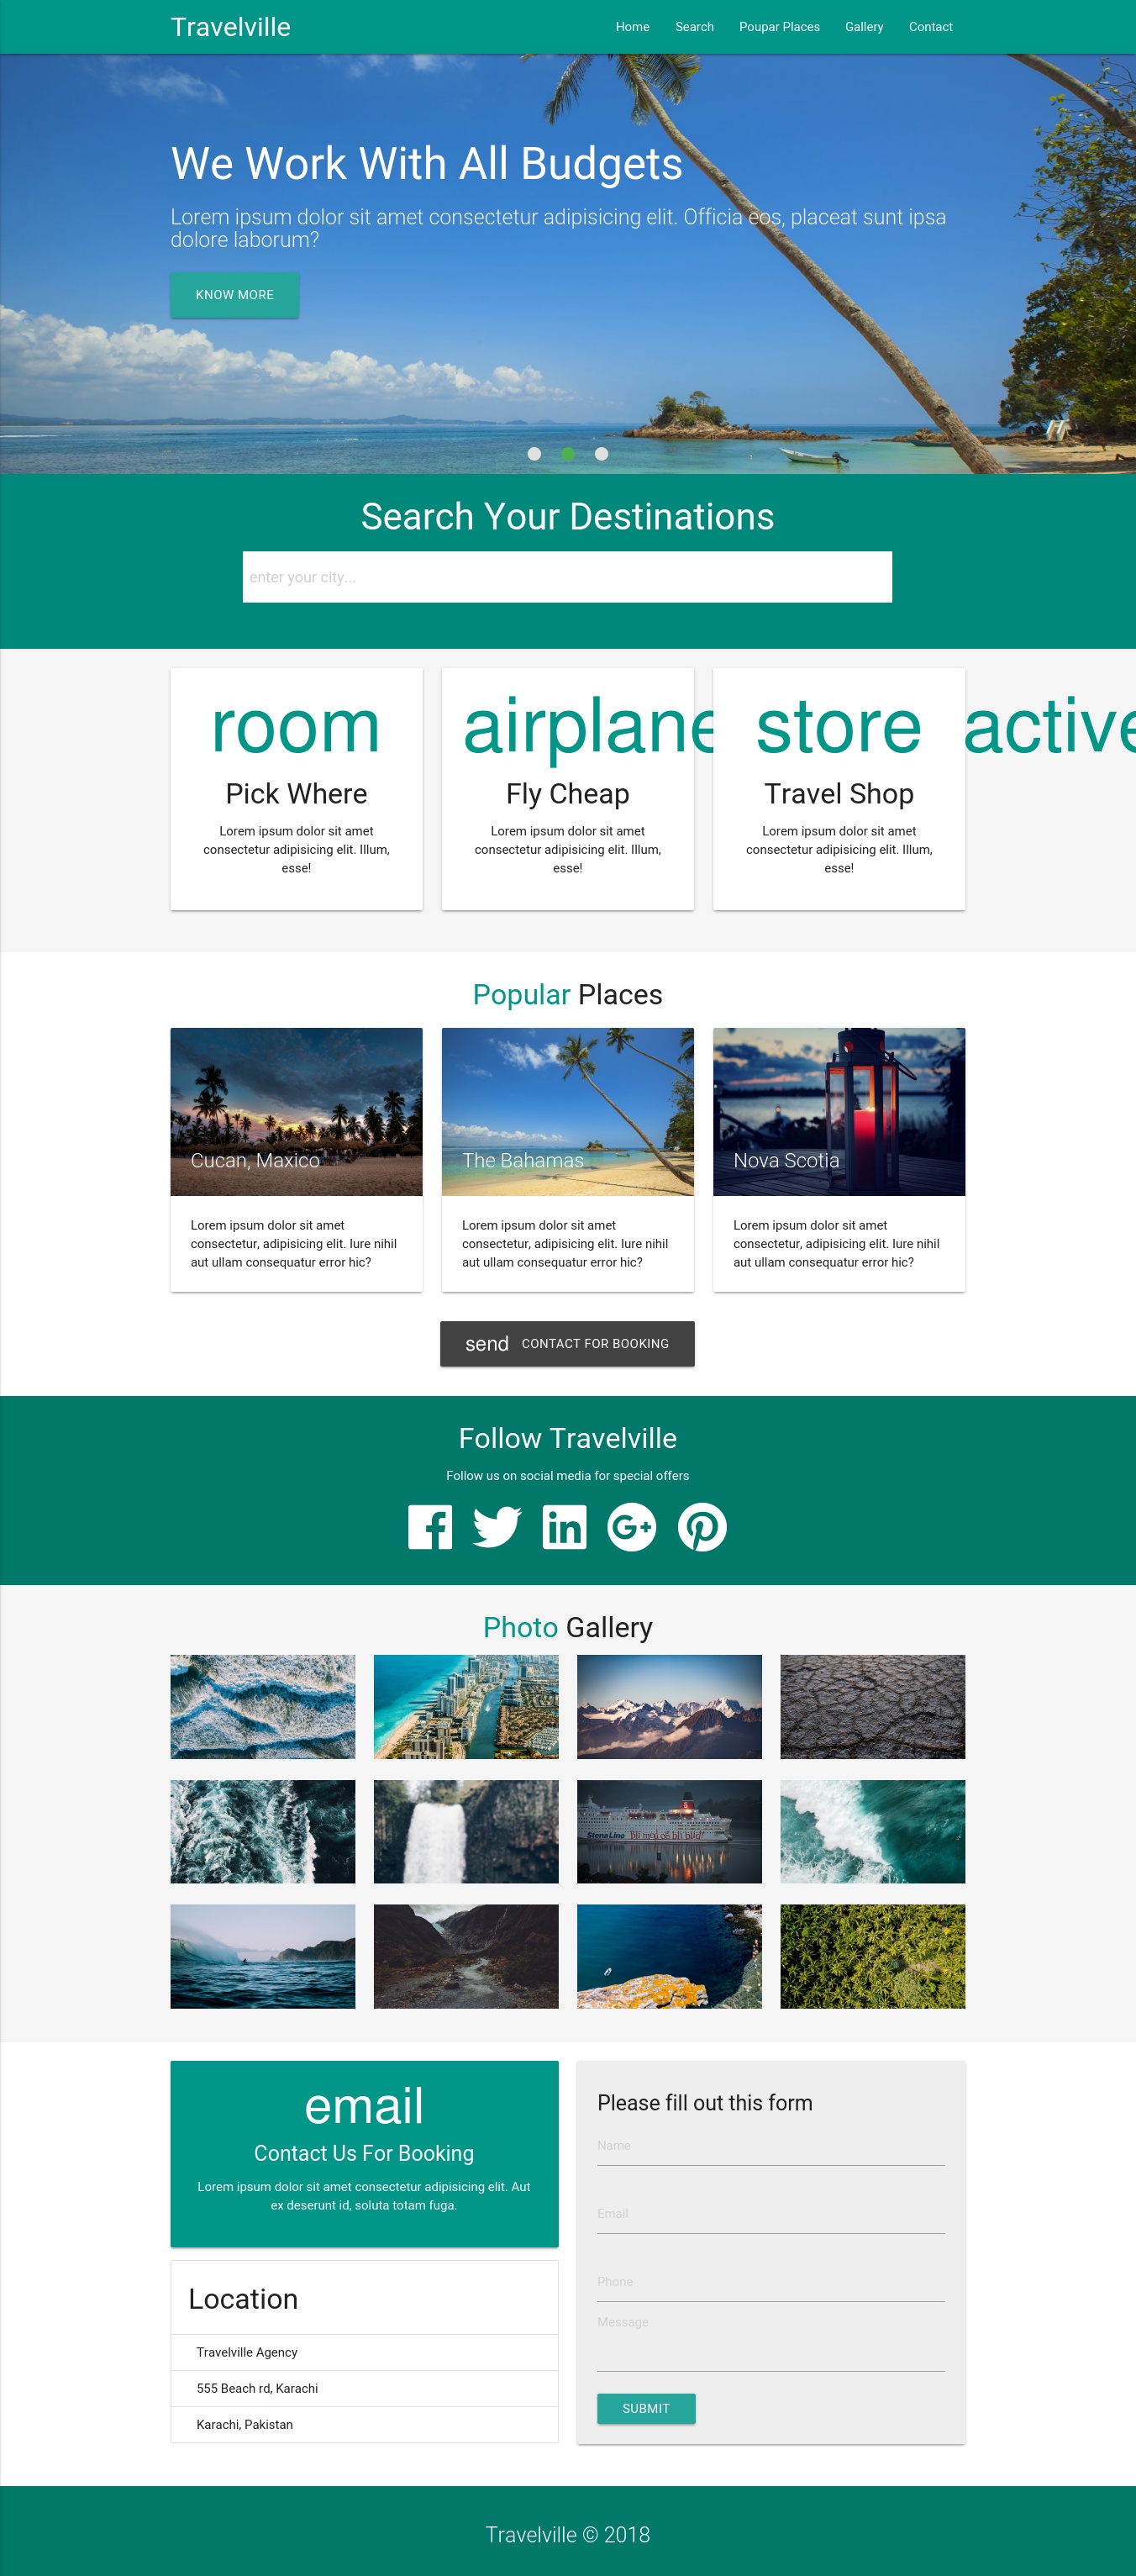 Travelville
Home Search Poupar Places Gallery Contact
We Work With All Budgets
Lorem ipsum dolor sit amet consectetur adipisicing elit. Officia eos, placeat sunt ipsa
dolore laborum?
KNOW MORE
Search Your Destinations
enter your city...
room
Pick Where
Lorem ipsum dolor sit amet
consectetur adipisicing elit. Illum,
esse!
airplane
Fly Cheap
Lorem ipsum dolor sit amet
consectetur adipisicing elit. Illum,
esse!
store
Travel Shop
Lorem ipsum dolor sit amet
consectetur adipisicing elit. Illum,
esse!
active
Popular Places
Cucan, Maxico
Lorem ipsum dolor sit amet
consectetur, adipisicing elit. Iure nihil
aut ullam consequatur error hic?
The Bahamas
Lorem ipsum dolor sit amet
consectetur, adipisicing elit. Iure nihil
aut ullam consequatur error hic?
Nova Scotia
Lorem ipsum dolor sit amet
consectetur, adipisicing elit. Iure nihil
aut ullam consequatur error hic?
send CONTACT FOR BOOKING
Follow Travelville
Follow us on social media for special offers
Photo Gallery
Stena Line
email
Contact Us For Booking
Lorem ipsum dolor sit amet consectetur adipisicing elit. Aut
ex deserunt id, soluta totam fuga.
Location
Travelville Agency
555 Beach rd, Karachi
Karachi, Pakistan
Please fill out this form
Name
Email
Phone
Message
SUBMIT
Travelville © 2018